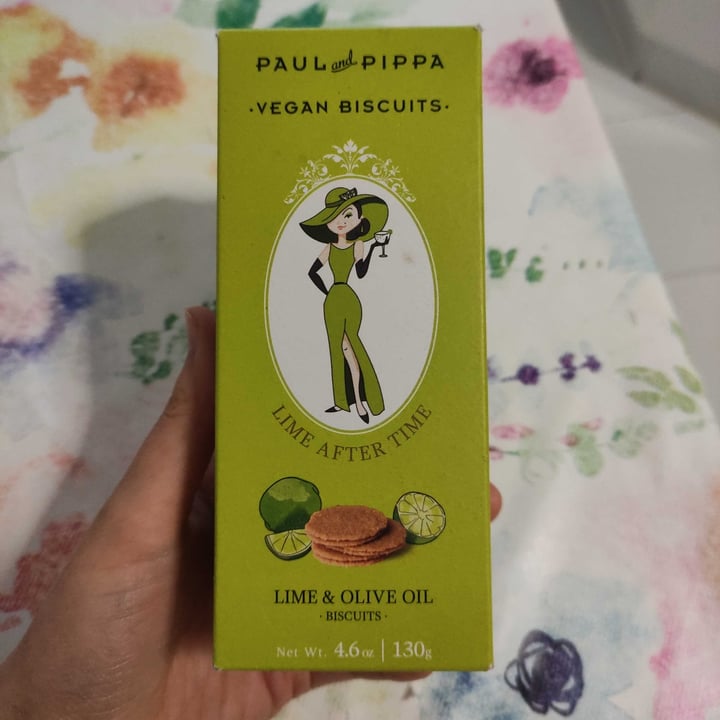 PAUL and PIPPA
·VEGAN BISCUITS·
LIME AFTER TIME
LIME & OLIVE OIL
· BISCUITS ·
Net Wt. 4.6 oz | 130g